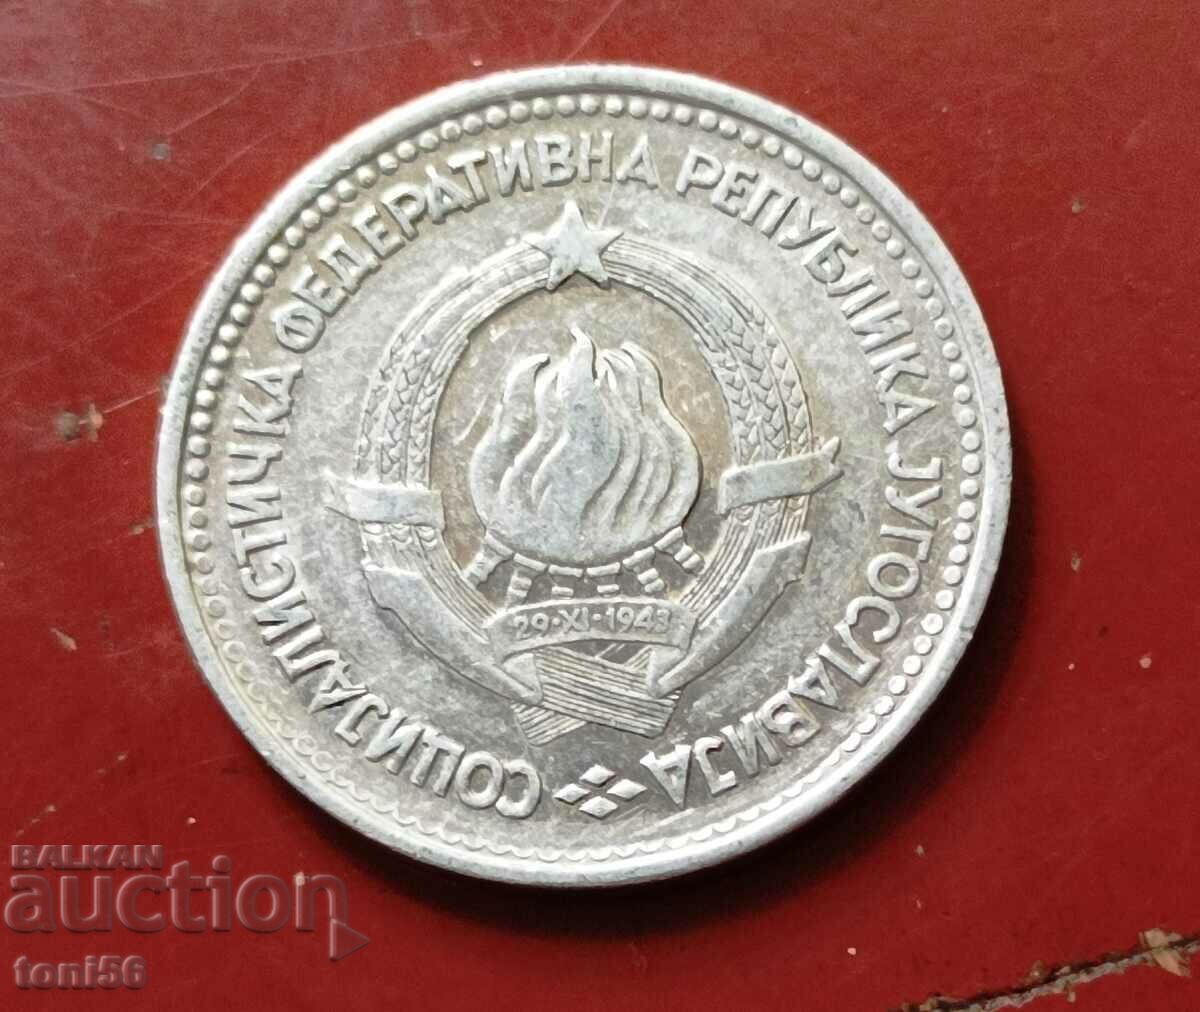 СОЦИЈАЛИСТИЧКА ФЕДЕРАТИВНА РЕПУБЛИКА ЈУГОСЛАВИЈА
29·XI·1943
BALKAN
auction
toni56